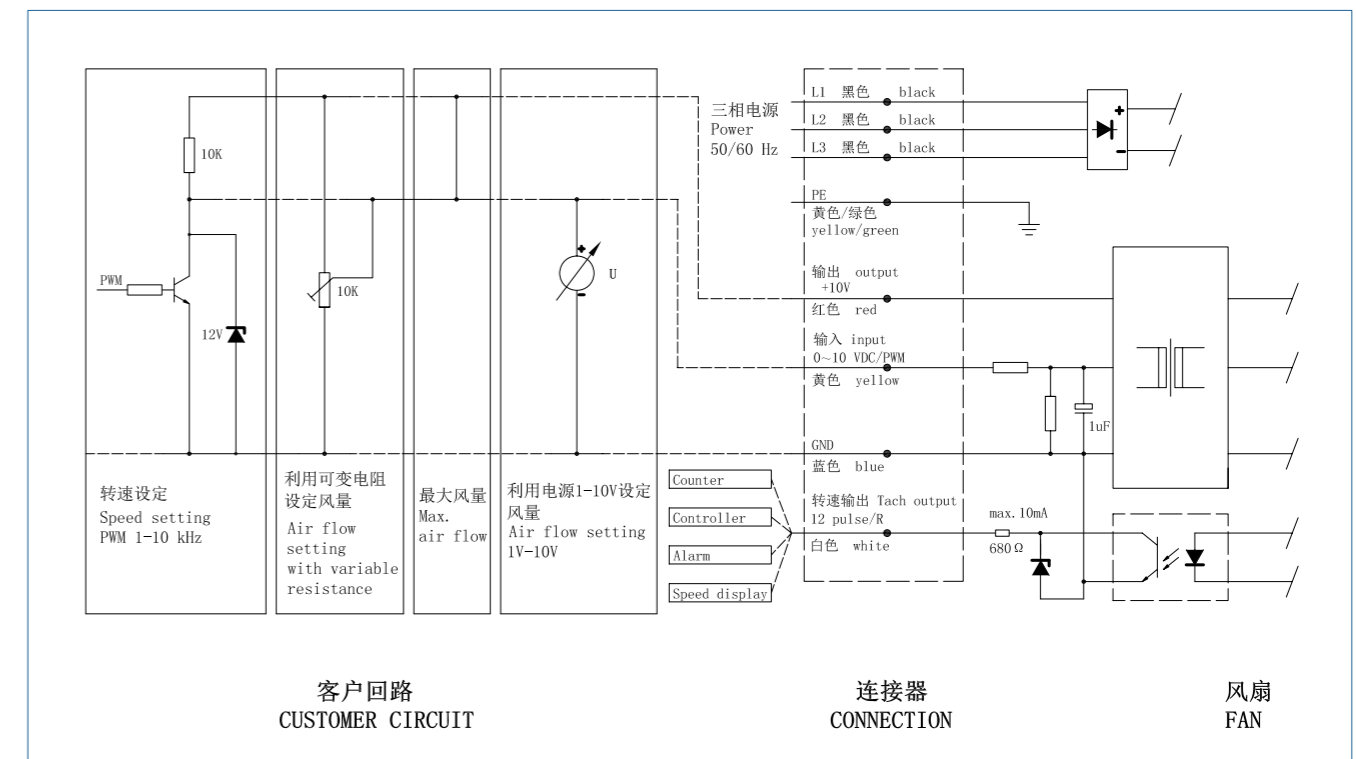 10K
PWM
12V
转速设定
Speed setting
PWM 1-10 kHz
10K
利用可变电阻
设定风量
Air flow
setting
with variable
resistance
最大风量
Max.
air flow
+
-
U
利用电源1-10V设定
风量
Air flow setting
1V-10V
三相电源
Power
50/60 Hz
L1 黑色 black
L2 黑色 black
L3 黑色 black
PE
黄色/绿色
yellow/green
输出 output
+10V
红色 red
输入 input
0~10 VDC/PWM
黄色 yellow
GND
蓝色 blue
转速输出 Tach output
12 pulse/R
白色 white
Counter
Controller
Alarm
Speed display
+
-
1uF
max.10mA
680Ω
客户回路
CUSTOMER CIRCUIT
连接器
CONNECTION
风扇
FAN